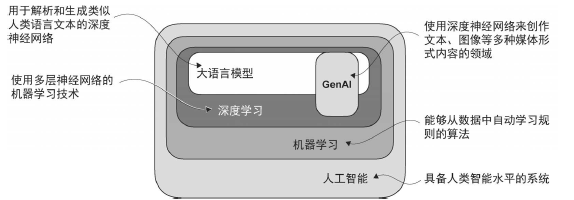 用于解析和生成类似
人类语言文本的深度
神经网络
使用多层神经网络的
机器学习技术
大语言模型
GenAI
深度学习
机器学习
人工智能
使用深度神经网络来创作
文本、图像等多种媒体形
式内容的领域
能够从数据中自动学习规
则的算法
具备人类智能水平的系统